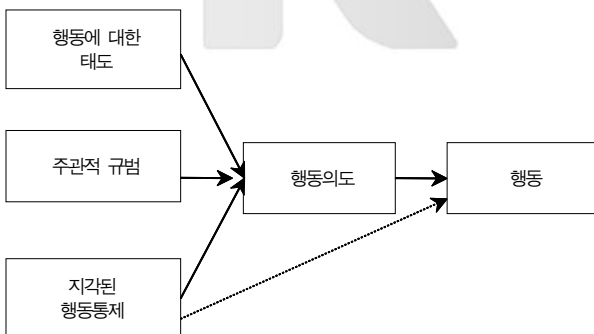 행동에 대한
태도
주관적 규범
행동의도
행동
지각된
행동통제